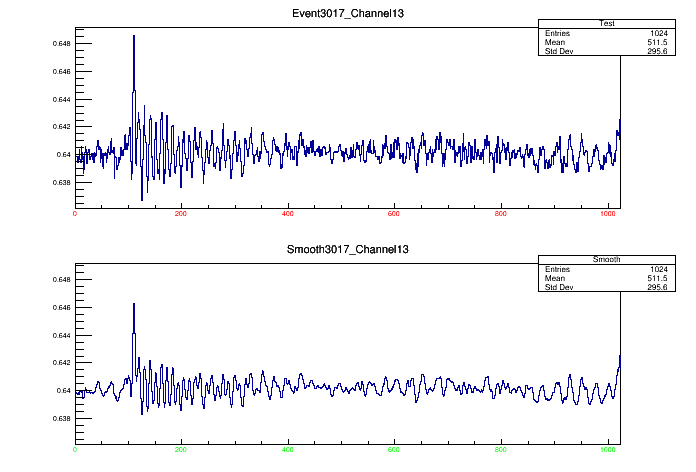 Event3017_Channel13
Test
Entries 1024
Mean 511.5
Std Dev 295.6
0.648
0.646
0.644
0.642
0.64
0.638
0 200 400 600 800 1000
Smooth3017_Channel13
Smooth
Entries 1024
Mean 511.5
Std Dev 295.6
0.648
0.646
0.644
0.642
0.64
0.638
0 200 400 600 800 1000